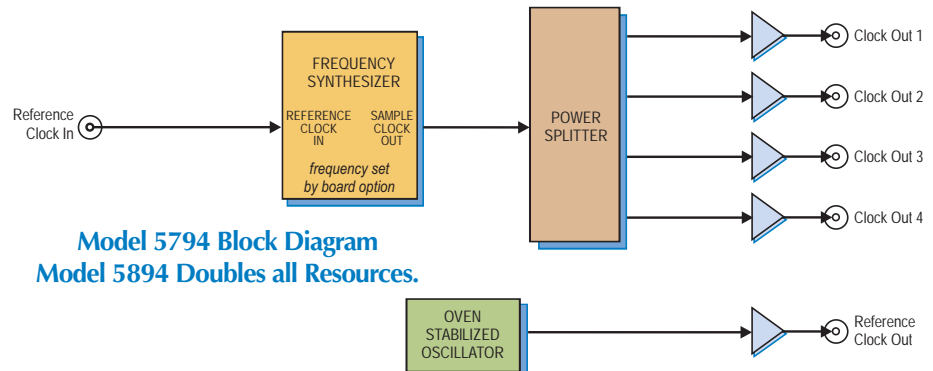 Reference
Clock In
FREQUENCY
SYNTHESIZER
REFERENCE
CLOCK
IN
SAMPLE
CLOCK
OUT
frequency set
by board option
POWER
SPLITTER
Clock Out 1
Clock Out 2
Clock Out 3
Clock Out 4
Model 5794 Block Diagram
Model 5894 Doubles all Resources.
OVEN
STABILIZED
OSCILLATOR
Reference
Clock Out